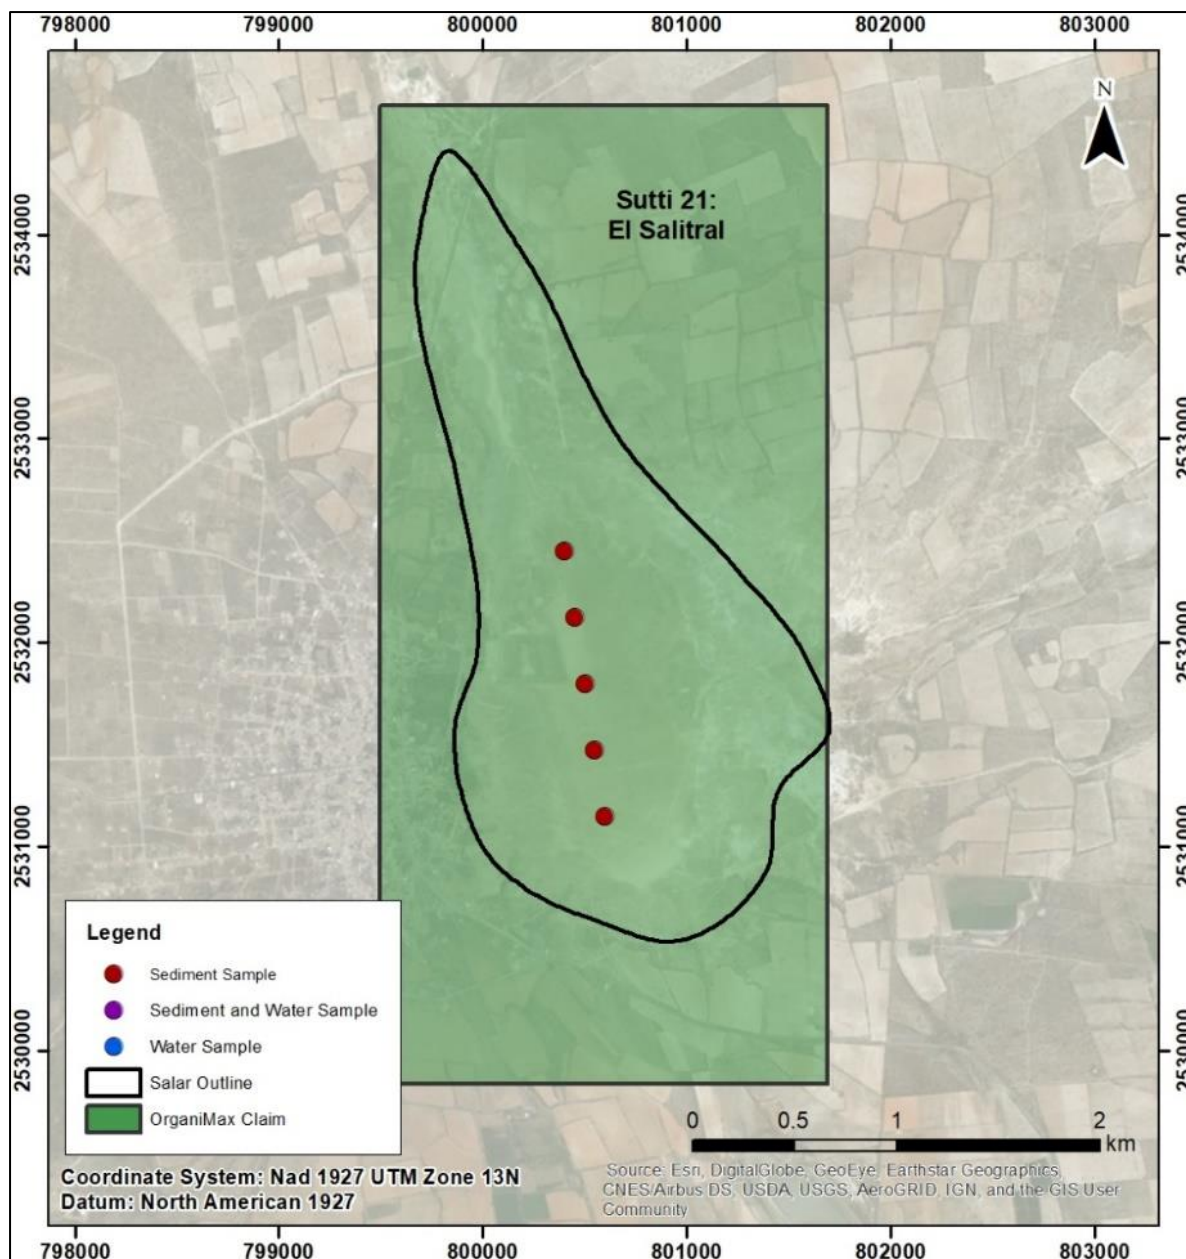 798000 799000 800000 801000 802000 803000
N
Sutti 21:
El Salitral
2534000
2533000
2532000
2531000
2530000
2534000
2533000
2532000
2531000
2530000
Legend
Sediment Sample
Sediment and Water Sample
Water Sample
Salar Outline
OrganiMax Claim
0 0.5 1 2
km
Coordinate System: Nad 1927 UTM Zone 13N
Datum: North American 1927
Source: Esri, DigitalGlobe, GeoEye, Earthstar Geographics,
CNES/Airbus DS, USDA, USGS, AeroGRID, IGN, and the GIS User
Community
798000 799000 800000 801000 802000 803000